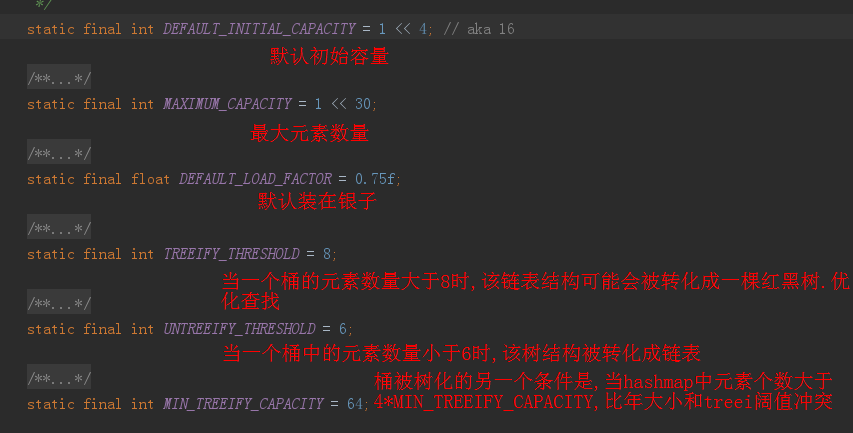 */
static final int DEFAULT_INITIAL_CAPACITY = 1 << 4; // aka 16
默认初始容量
/**...*/
static final int MAXIMUM_CAPACITY = 1 << 30;
最大元素数量
/**...*/
static final float DEFAULT_LOAD_FACTOR = 0.75f;
默认装在银子
/**...*/
static final int TREEIFY_THRESHOLD = 8;
当一个桶的元素数量大于8时,该链表结构可能会被转化成一棵红黑树.优
化查找
/**...*/
static final int UNTREEIFY_THRESHOLD = 6;
当一个桶中的元素数量小于6时,该树结构被转化成链表
/**...*/
桶被树化的另一个条件是,当hashmap中元素个数大于
static final int MIN_TREEIFY_CAPACITY = 64;
4*MIN_TREEIFY_CAPACITY,比年大小和treei阔值冲突